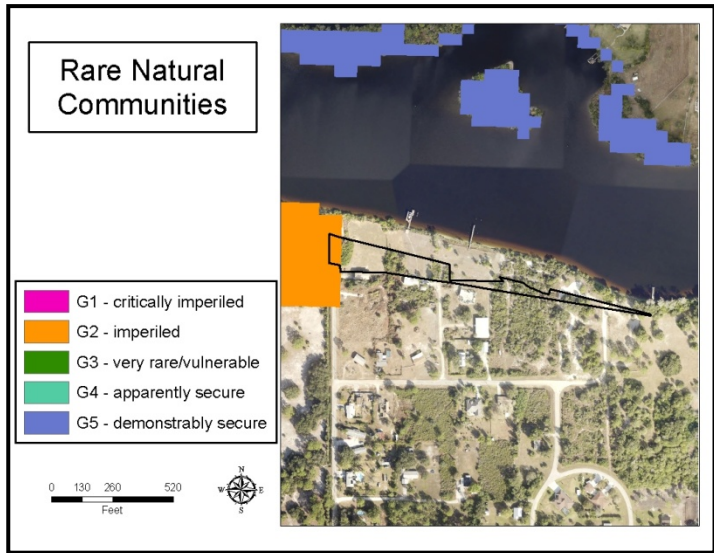 Rare Natural
Communities
G1 - critically imperiled
G2 - imperiled
G3 - very rare/vulnerable
G4 - apparently secure
G5 - demonstrably secure
0 130 260 520
Feet
N
W E
S